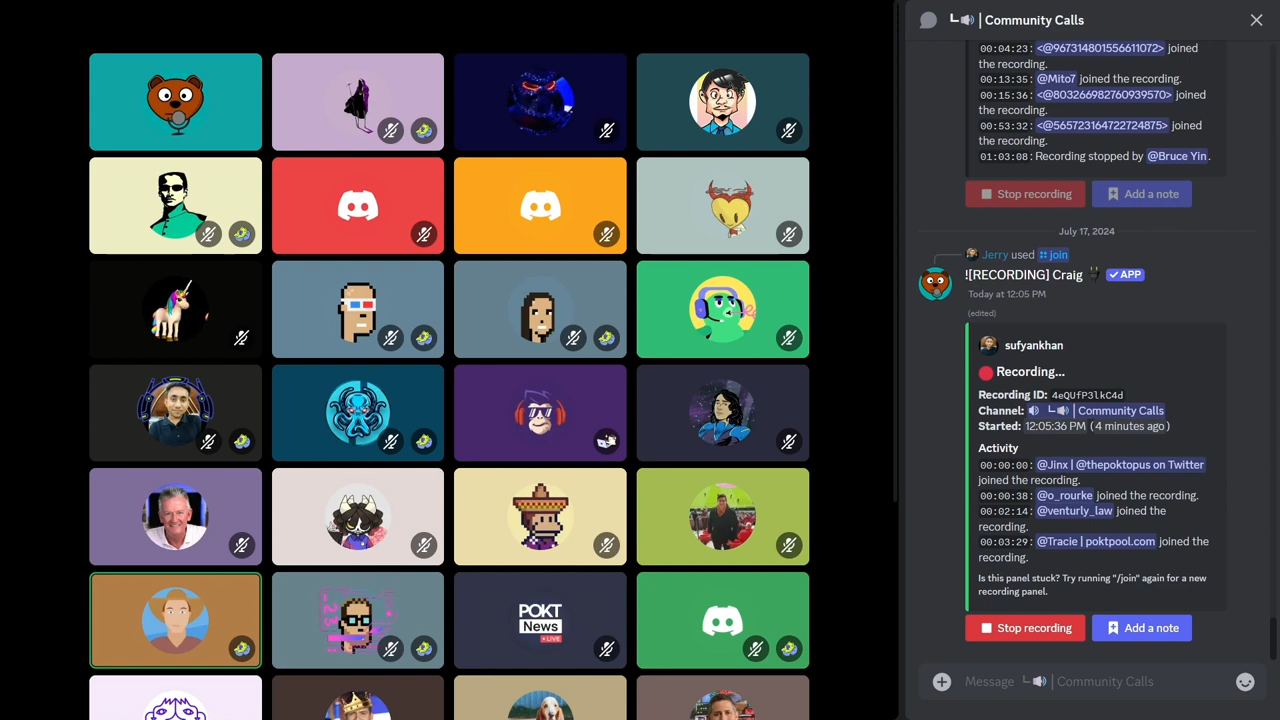 └🔊 | Community Calls
00:04:23: <@967314801556611072> joined
the recording.
00:13:35: @Mito7 joined the recording.
00:15:36: <@803266982760939570> joined
the recording.
00:53:32: <@565723164722724875> joined
the recording.
01:03:08: Recording stopped by @Bruce Yin.
Stop recording
Add a note
July 17, 2024
Jerry used join
![RECORDING] Craig ✓ APP
Today at 12:05 PM
(edited)
sufyankhan
🔴 Recording...
Recording ID: 4eQUfP3lkC4d
Channel: 🔊 └🔊 | Community Calls
Started: 12:05:36 PM (4 minutes ago)
Activity
00:00:00: @Jinx | @thepoktopus on Twitter
joined the recording.
00:00:38: @o_rourke joined the recording.
00:02:14: @venturly_law joined the
recording.
00:03:29: @Tracie | poktpool.com joined the
recording.
Is this panel stuck? Try running "/join" again for a new
recording panel.
Stop recording
Add a note
Message └🔊 | Community Calls
POKT
News
LIVE